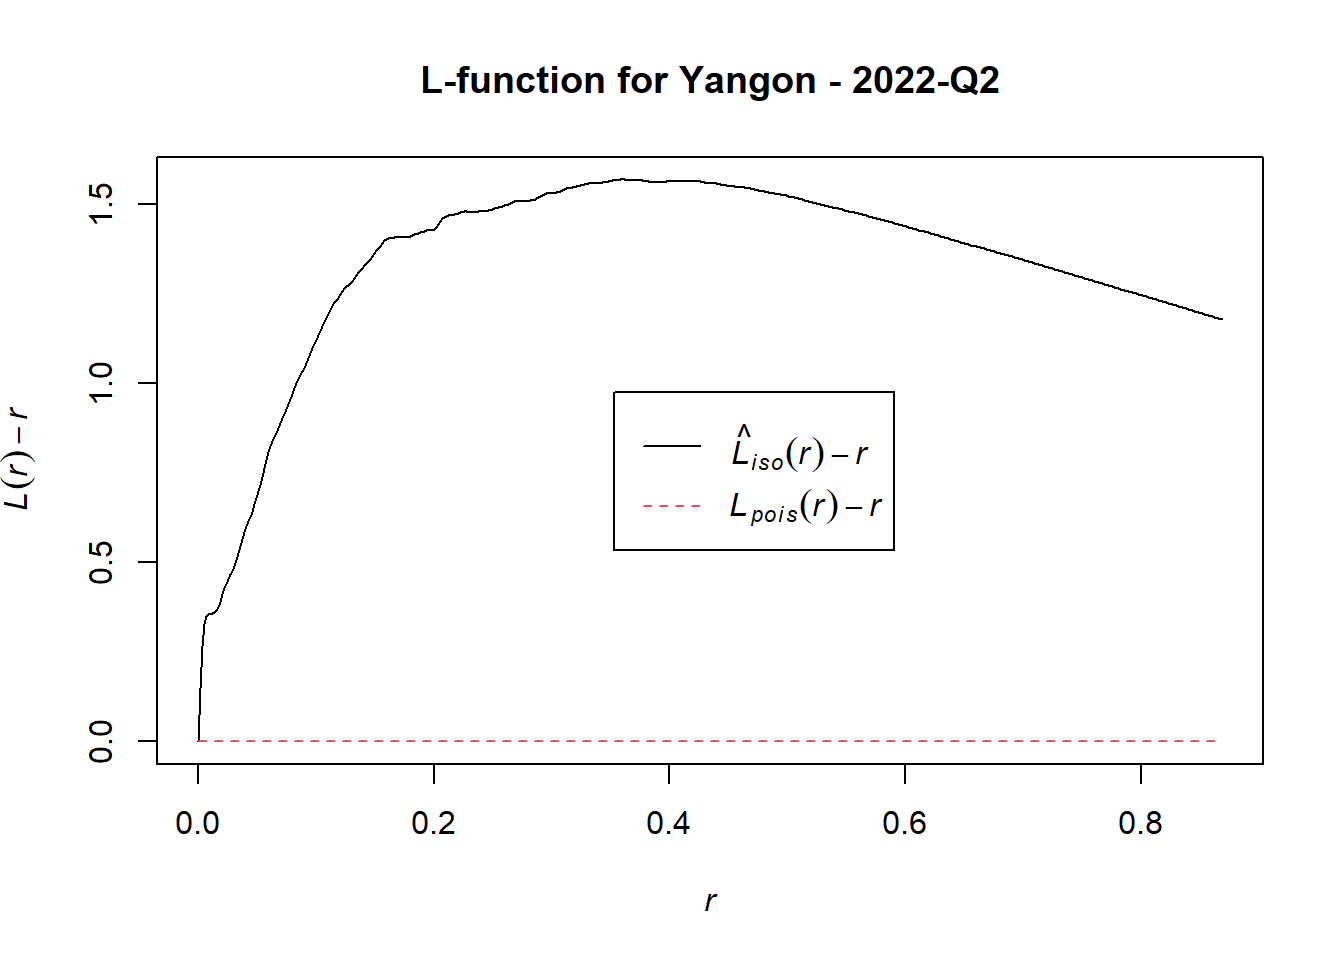 L-function for Yangon - 2022-Q2
L(r) − r
1.5
1.0
0.5
0.0
L̂iso(r) − r
Lpois(r) − r
0.0 0.2 0.4 0.6 0.8
r